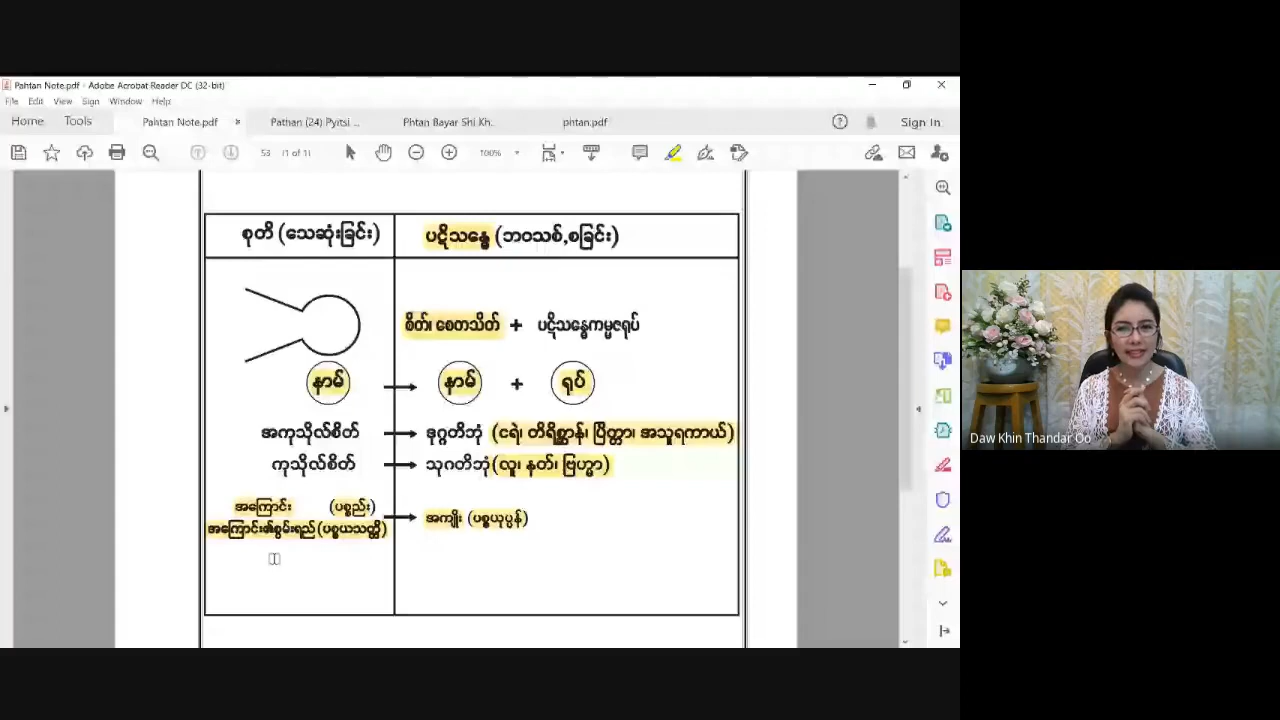 Pahtan Note.pdf - Adobe Acrobat Reader DC (32-bit)
File Edit View Sign Window Help
Home Tools Pahtan Note.pdf × Pathan (24) Pyitsi ... Phtan Bayar Shi Kh... phtan.pdf Sign In
53 (1 of 1) 100%
စုတိ (သေဆုံးခြင်း) ပဋိသန္ဓေ (ဘဝသစ်,စခြင်း)
စိတ်၊ စေတသိတ် + ပဋိသန္ဓေကမ္မဇရုပ်
နာမ် → နာမ် + ရုပ်
အကုသိုလ်စိတ် → ဒုဂ္ဂတိဘုံ (ငရဲ၊ တိရိစ္ဆာန်၊ ပြိတ္တာ၊ အသူရကာယ်)
ကုသိုလ်စိတ် → သုဂတိဘုံ (လူ၊ နတ်၊ ဗြဟ္မာ)
အကြောင်း (ပစ္စည်း)
အကြောင်း၏စွမ်းရည် (ပစ္စယသတ္တိ) → အကျိုး (ပစ္စယုပ္ပန်)
Daw Khin Thandar Oo